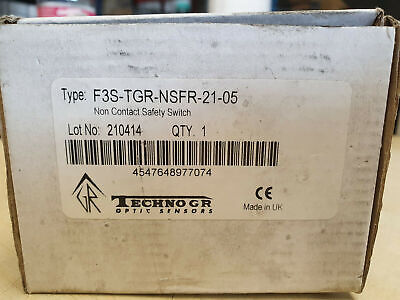 Type: F3S-TGR-NSFR-21-05
Non Contact Safety Switch
Lot No: 210414 QTY. 1
4547648977074
GR
TECHNO GR
OPTIC SENSORS
CE
Made in UK